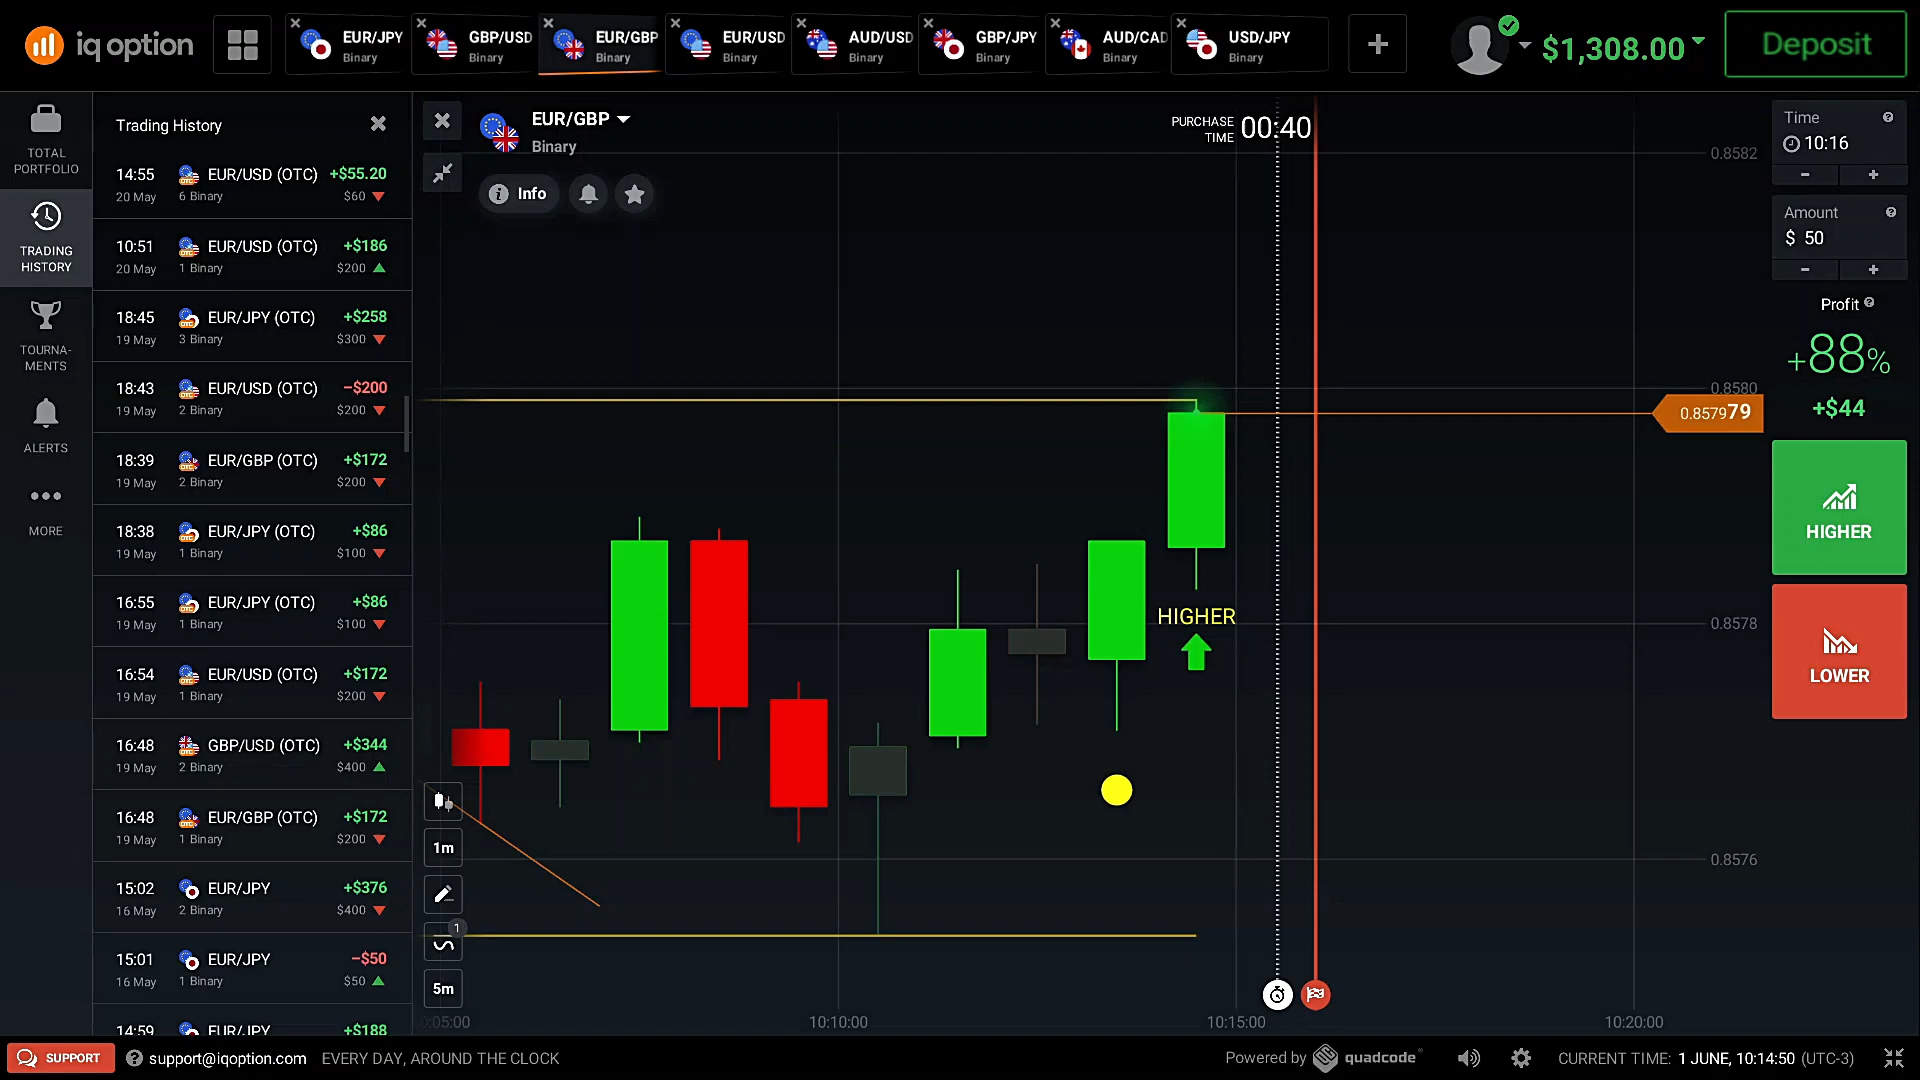 iq option
EUR/JPY
Binary
GBP/USD
Binary
EUR/GBP
Binary
EUR/USD
Binary
AUD/USD
Binary
GBP/JPY
Binary
AUD/CAD
Binary
USD/JPY
Binary
+
$1,308.00
Deposit
TOTAL
PORTFOLIO
TRADING
HISTORY
TOURNA-
MENTS
ALERTS
MORE
Trading History
14:55 EUR/USD (OTC) +$55.20
20 May 6 Binary $60
10:51 EUR/USD (OTC) +$186
20 May 1 Binary $200
18:45 EUR/JPY (OTC) +$258
19 May 3 Binary $300
18:43 EUR/USD (OTC) −$200
19 May 2 Binary $200
18:39 EUR/GBP (OTC) +$172
19 May 2 Binary $200
18:38 EUR/JPY (OTC) +$86
19 May 1 Binary $100
16:55 EUR/JPY (OTC) +$86
19 May 1 Binary $100
16:54 EUR/USD (OTC) +$172
19 May 1 Binary $200
16:48 GBP/USD (OTC) +$344
19 May 2 Binary $400
16:48 EUR/GBP (OTC) +$172
19 May 1 Binary $200
15:02 EUR/JPY +$376
16 May 2 Binary $400
15:01 EUR/JPY −$50
16 May 1 Binary $50
14:59 EUR/JPY +$188
EUR/GBP
Binary
Info
PURCHASE
TIME 00:40
0.8582
0.8580
0.857979
0.8578
0.8576
HIGHER
1m
1
5m
0:05:00
10:10:00
10:15:00
10:20:00
Time
10:16
- +
Amount
$ 50
- +
Profit
+88%
+$44
HIGHER
LOWER
SUPPORT
support@iqoption.com EVERY DAY, AROUND THE CLOCK
Powered by quadcode
CURRENT TIME: 1 JUNE, 10:14:50 (UTC-3)